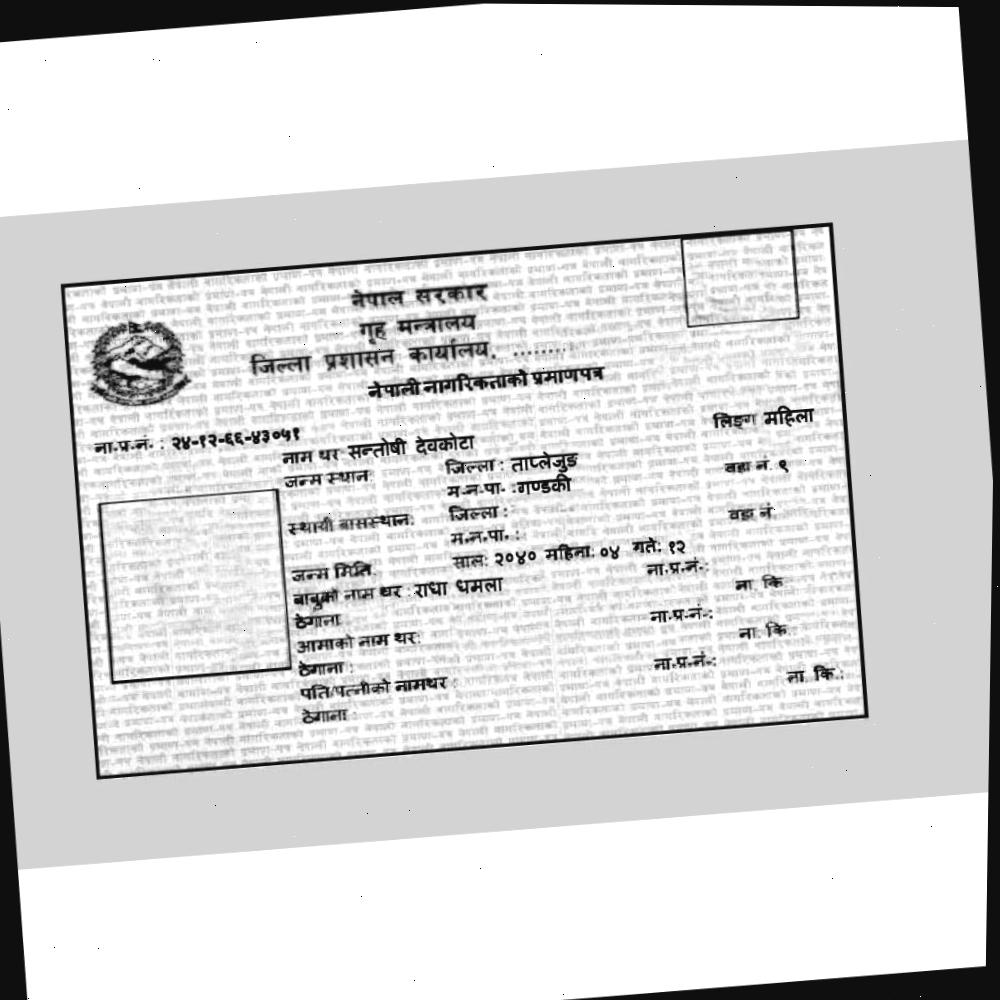 नेपाल सरकार
गृह मन्त्रालय
जिल्ला प्रशासन कार्यालय, .........
नेपाली नागरिकताको प्रमाणपत्र
ना.प्र.नं. : २४-१२-६६-४३०५१
लिङ्ग महिला
नाम थर सन्तोषी देवकोटा
जन्म स्थान: जिल्ला : ताप्लेजुङ वडा नं. ९
म.न.पा. :गण्डकी
स्थायी बासस्थान: जिल्ला : वडा नं:
म.न.पा. :
जन्म मिति: साल: २०४० महिना: ०४ गते: १२
बाबुको नाम थर : राधा धमला ना.प्र.नं.:
ठेगाना ना. कि
आमाको नाम थर: ना.प्र.नं.:
ठेगाना : ना. कि.:
पति/पत्नीको नामथर : ना.प्र.नं.:
ठेगाना : ना. कि.: